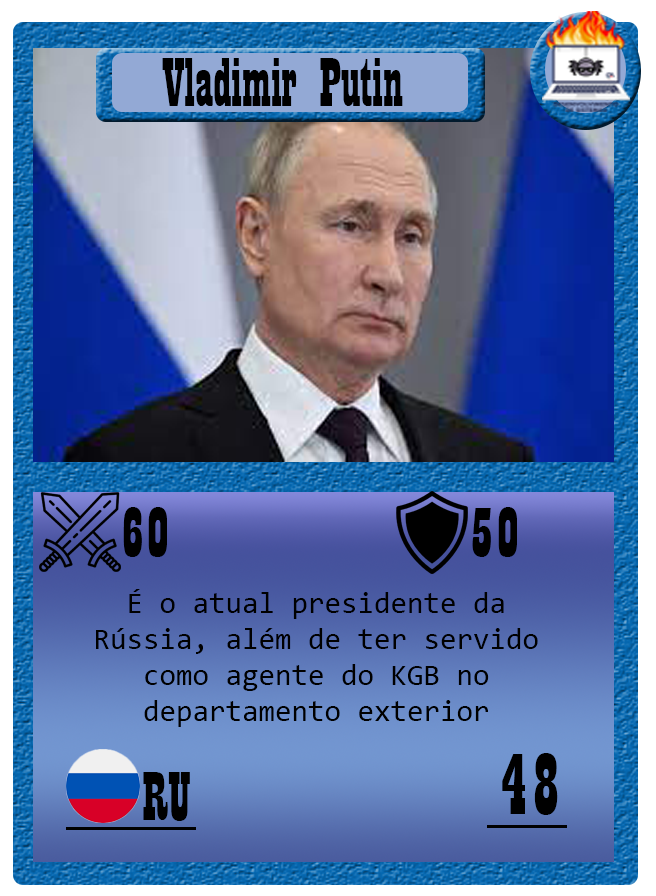 Vladimir Putin
60
50
É o atual presidente da
Rússia, além de ter servido
como agente do KGB no
departamento exterior
RU
48